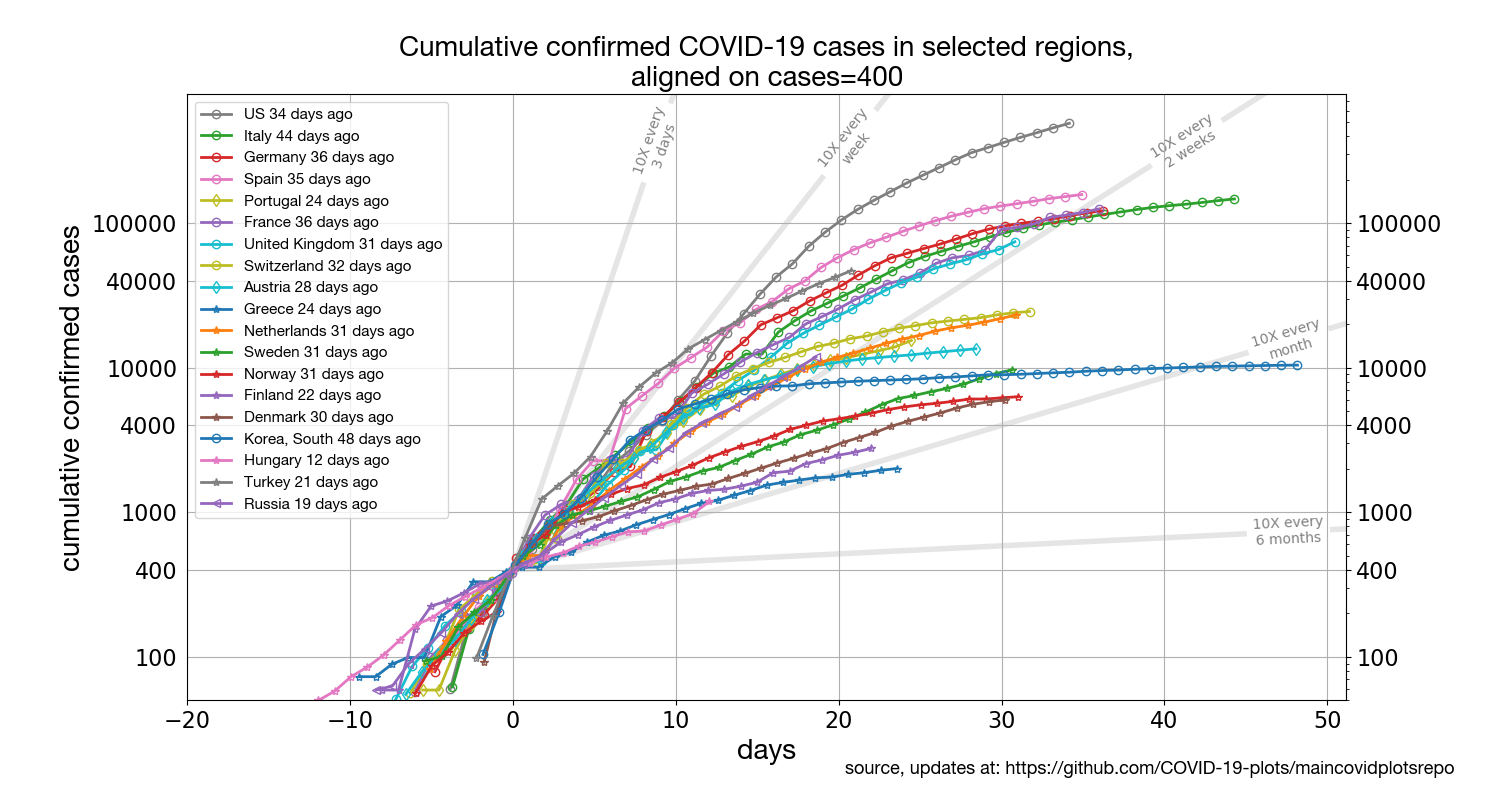 Cumulative confirmed COVID-19 cases in selected regions,
aligned on cases=400
10X every
3 days
10X every
week
10X every
2 weeks
10X every
month
10X every
6 months
US 34 days ago
Italy 44 days ago
Germany 36 days ago
Spain 35 days ago
Portugal 24 days ago
France 36 days ago
United Kingdom 31 days ago
Switzerland 32 days ago
Austria 28 days ago
Greece 24 days ago
Netherlands 31 days ago
Sweden 31 days ago
Norway 31 days ago
Finland 22 days ago
Denmark 30 days ago
Korea, South 48 days ago
Hungary 12 days ago
Turkey 21 days ago
Russia 19 days ago
cumulative confirmed cases
100000
40000
10000
4000
1000
400
100
100000
40000
10000
4000
1000
400
100
−20 −10 0 10 20 30 40 50
days
source, updates at: https://github.com/COVID-19-plots/maincovidplotsrepo